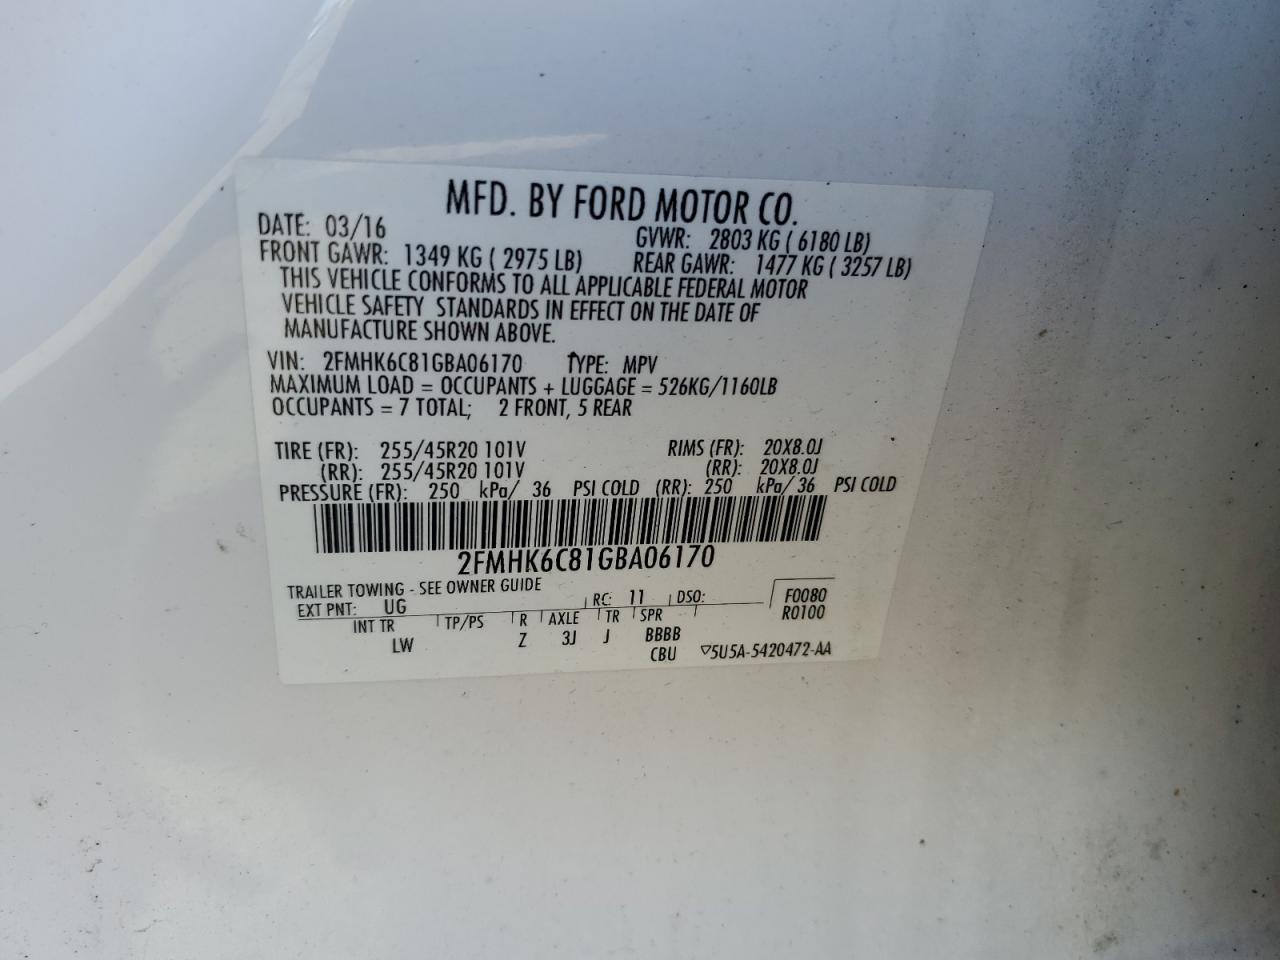 MFD. BY FORD MOTOR CO.
DATE: 03/16 GVWR: 2803 KG ( 6180 LB)
FRONT GAWR: 1349 KG ( 2975 LB) REAR GAWR: 1477 KG ( 3257 LB)
THIS VEHICLE CONFORMS TO ALL APPLICABLE FEDERAL MOTOR
VEHICLE SAFETY STANDARDS IN EFFECT ON THE DATE OF
MANUFACTURE SHOWN ABOVE.
VIN: 2FMHK6C81GBA06170 TYPE: MPV
MAXIMUM LOAD = OCCUPANTS + LUGGAGE = 526KG/1160LB
OCCUPANTS = 7 TOTAL; 2 FRONT, 5 REAR
TIRE (FR): 255/45R20 101V RIMS (FR): 20X8.0J
(RR): 255/45R20 101V (RR): 20X8.0J
PRESSURE (FR): 250 kPa/ 36 PSI COLD (RR): 250 kPa/ 36 PSI COLD
2FMHK6C81GBA06170
TRAILER TOWING - SEE OWNER GUIDE
EXT PNT: UG RC: 11 DSO: F0080
R0100
INT TR TP/PS R AXLE TR SPR
LW Z 3J J BBBB
CBU ▽5U5A-5420472-AA